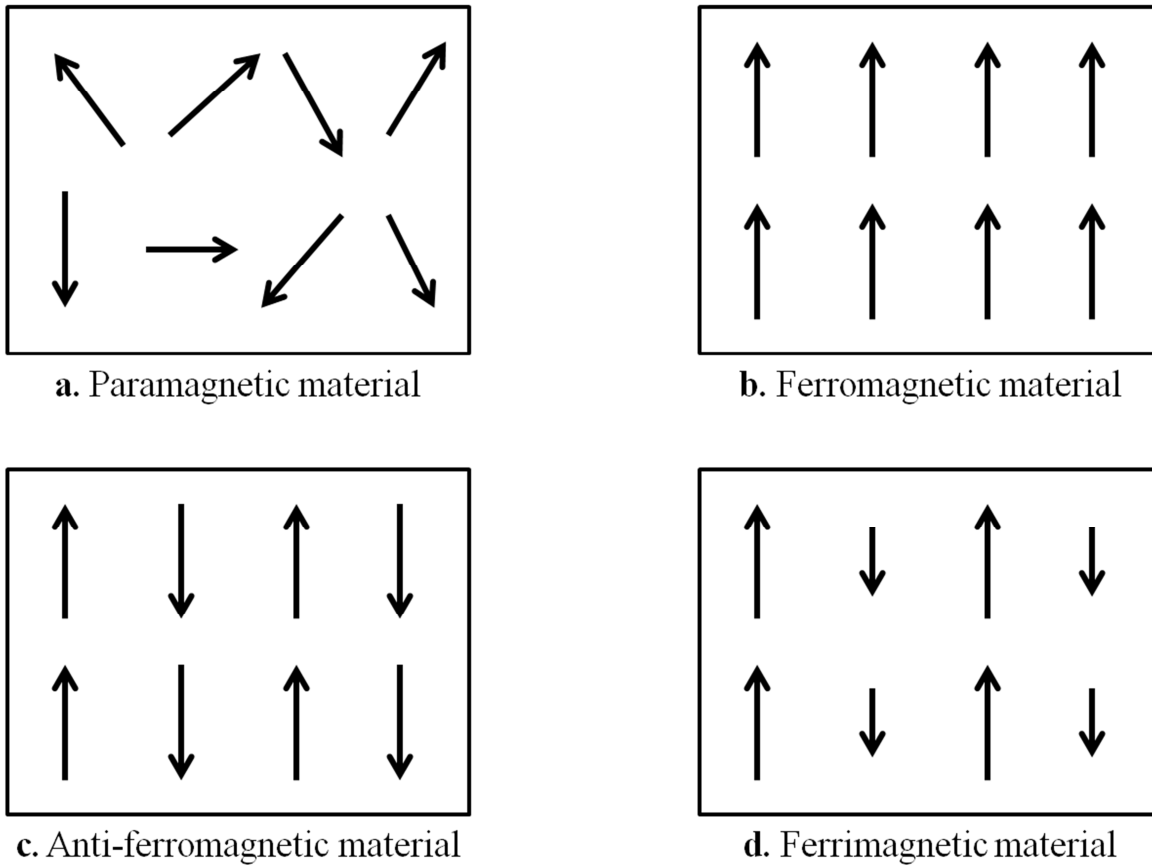 a. Paramagnetic material
b. Ferromagnetic material
c. Anti-ferromagnetic material
d. Ferrimagnetic material